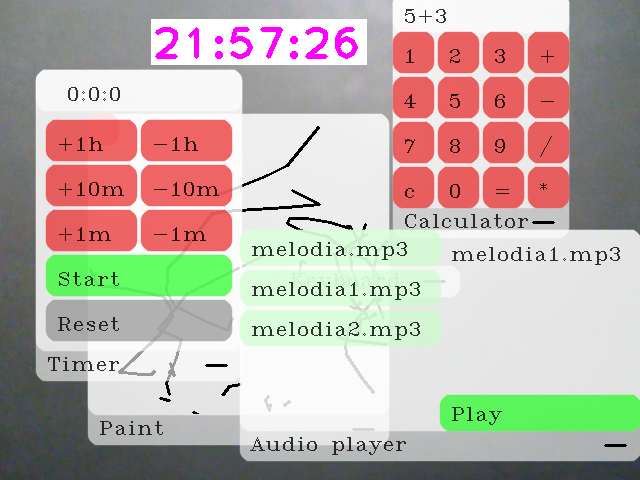 21:57:26
5+3
1 2 3 +
4 5 6 -
7 8 9 /
c 0 = *
Calculator
0:0:0
+1h -1h
+10m -10m
+1m -1m
Start
Reset
Timer
Paint
melodia.mp3
melodia1.mp3
melodia2.mp3
melodia1.mp3
Keyboard
Play
Audio player